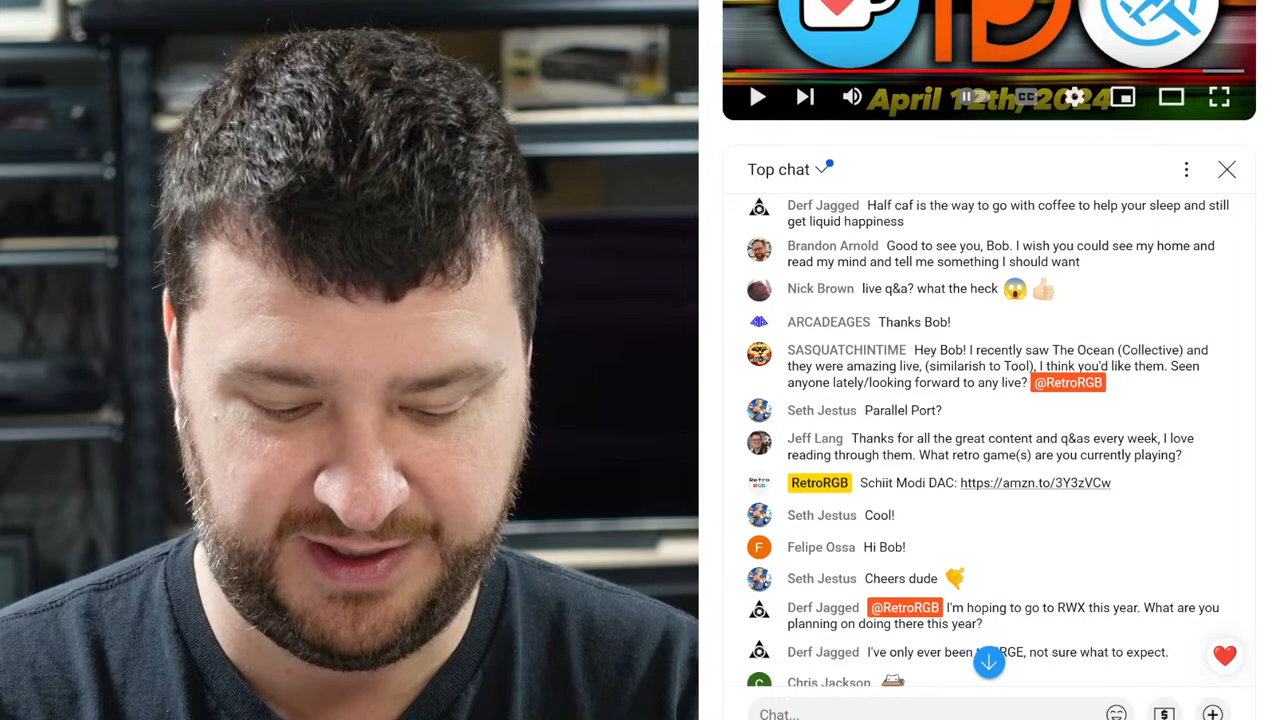 April 12th, 2024
Top chat
Derf Jagged Half caf is the way to go with coffee to help your sleep and still
get liquid happiness
Brandon Arnold Good to see you, Bob. I wish you could see my home and
read my mind and tell me something I should want
Nick Brown live q&a? what the heck 😱👍🏻
ARCADEAGES Thanks Bob!
SASQUATCHINTIME Hey Bob! I recently saw The Ocean (Collective) and
they were amazing live, (similarish to Tool), I think you'd like them. Seen
anyone lately/looking forward to any live? @RetroRGB
Seth Jestus Parallel Port?
Jeff Lang Thanks for all the great content and q&as every week, I love
reading through them. What retro game(s) are you currently playing?
RetroRGB Schiit Modi DAC: https://amzn.to/3Y3zVCw
Seth Jestus Cool!
F
Felipe Ossa Hi Bob!
Seth Jestus Cheers dude 🤙
Derf Jagged @RetroRGB I'm hoping to go to RWX this year. What are you
planning on doing there this year?
Derf Jagged I've only ever been RGE, not sure what to expect.
Chris Jackson
Chat...